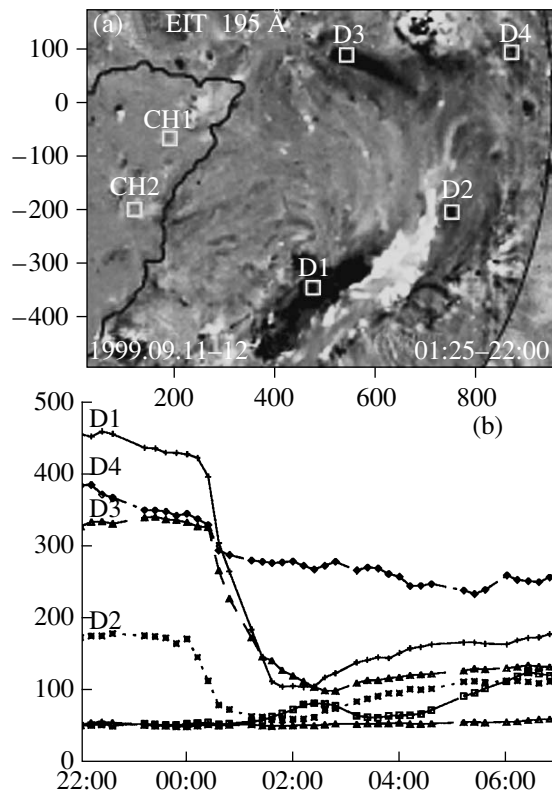 (a) EIT 195 Å
D3 D4
100
0
CH1
−100
CH2
D2
−200
D1
−300
−400
1999.09.11–12 01:25–22:00
200 400 600 800
(b)
500
D1
400
D4
D3
300
200
D2
100
0
22:00 00:00 02:00 04:00 06:00